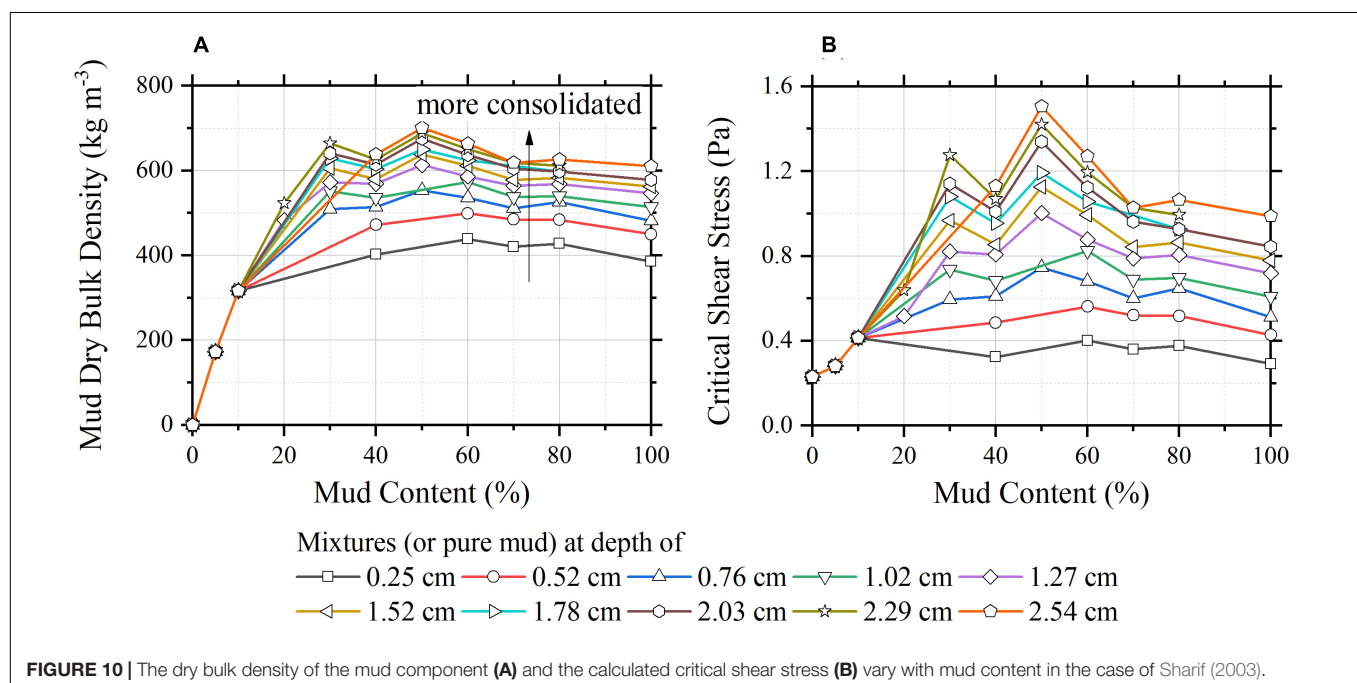 A
B
Mud Dry Bulk Density (kg m⁻³)
800
600
400
200
0
more consolidated
0 20 40 60 80 100
Mud Content (%)
Critical Shear Stress (Pa)
1.6
1.2
0.8
0.4
0.0
0 20 40 60 80 100
Mud Content (%)
Mixtures (or pure mud) at depth of
0.25 cm 0.52 cm 0.76 cm 1.02 cm 1.27 cm
1.52 cm 1.78 cm 2.03 cm 2.29 cm 2.54 cm
FIGURE 10 | The dry bulk density of the mud component (A) and the calculated critical shear stress (B) vary with mud content in the case of Sharif (2003).